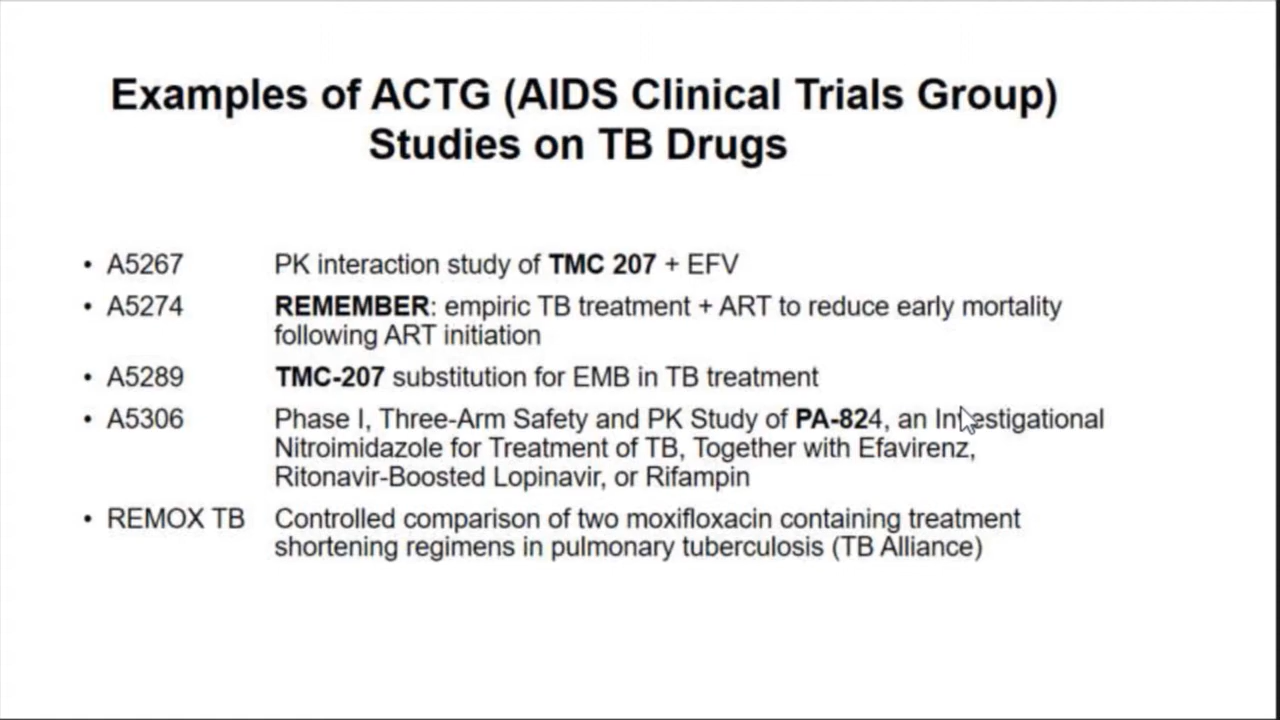 Examples of ACTG (AIDS Clinical Trials Group)
Studies on TB Drugs
• A5267 PK interaction study of TMC 207 + EFV
• A5274 REMEMBER: empiric TB treatment + ART to reduce early mortality
following ART initiation
• A5289 TMC-207 substitution for EMB in TB treatment
• A5306 Phase I, Three-Arm Safety and PK Study of PA-824, an Investigational
Nitroimidazole for Treatment of TB, Together with Efavirenz,
Ritonavir-Boosted Lopinavir, or Rifampin
• REMOX TB Controlled comparison of two moxifloxacin containing treatment
shortening regimens in pulmonary tuberculosis (TB Alliance)